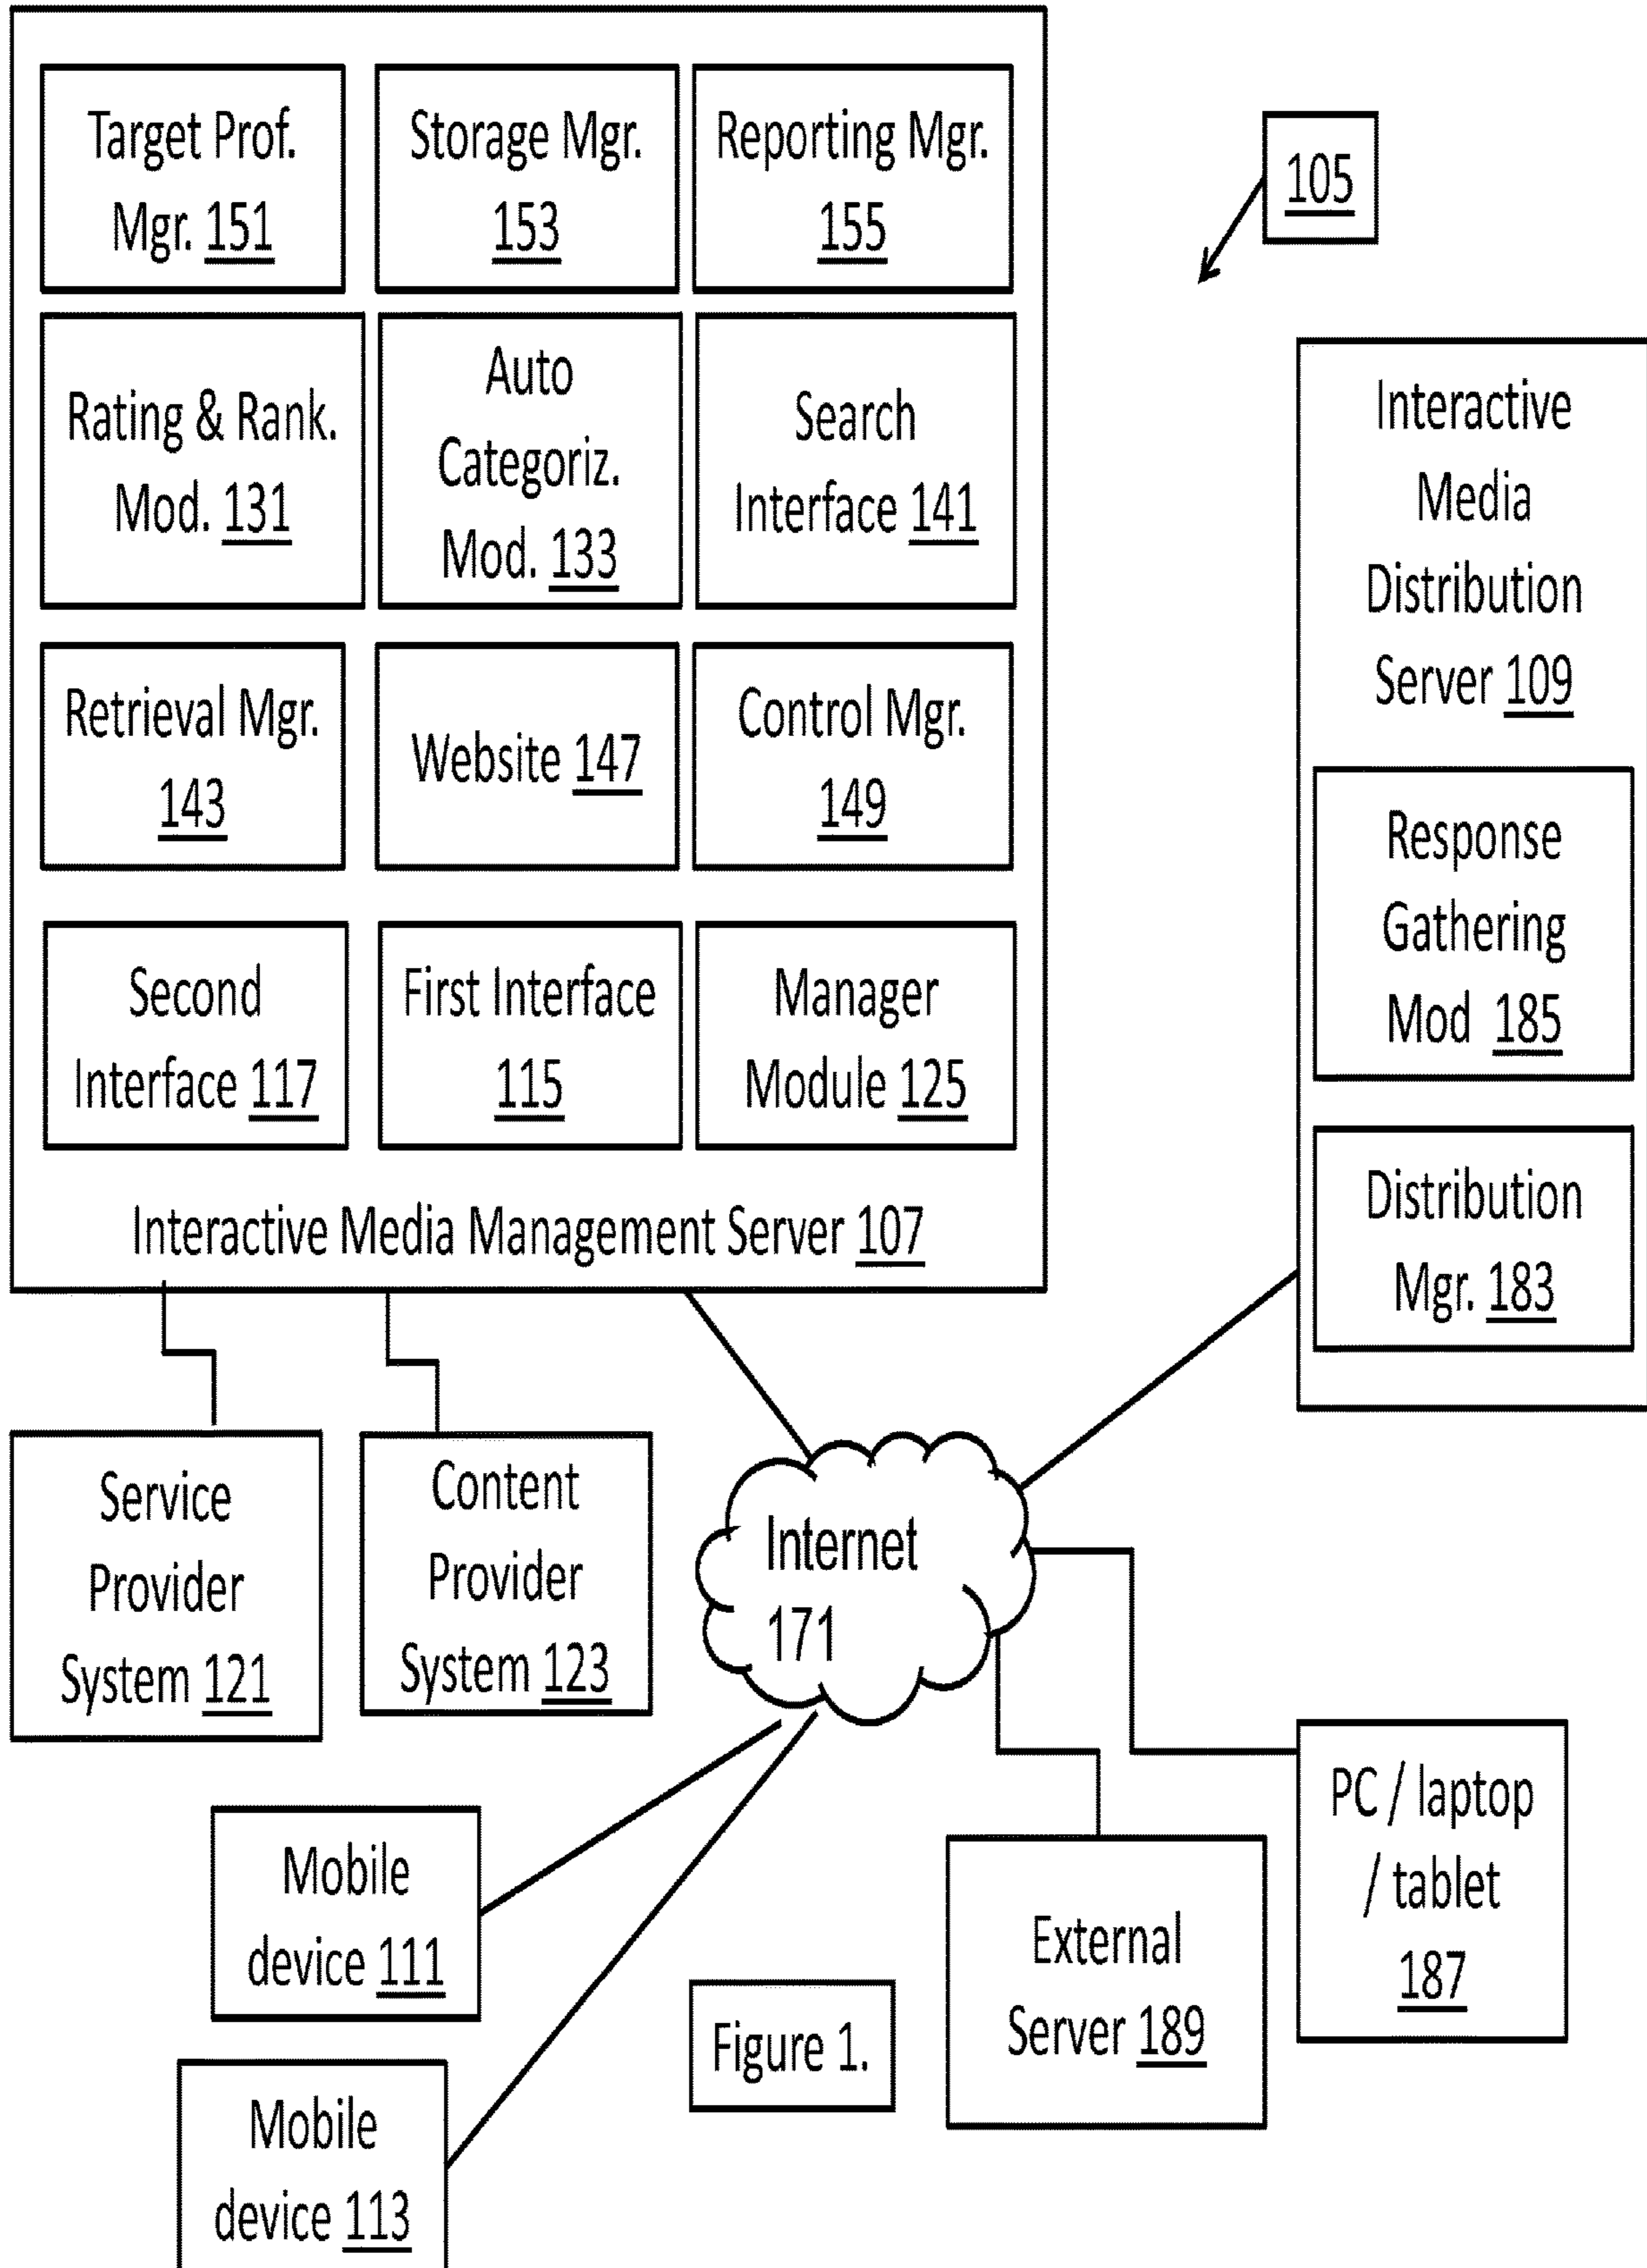 Target Prof.
Mgr. 151
Storage Mgr.
153
Reporting Mgr.
155
105
Rating & Rank.
Mod. 131
Auto
Categoriz.
Mod. 133
Search
Interface 141
Retrieval Mgr.
143
Website 147
Control Mgr.
149
Second
Interface 117
First Interface
115
Manager
Module 125
Interactive Media Management Server 107
Interactive
Media
Distribution
Server 109
Response
Gathering
Mod 185
Distribution
Mgr. 183
Service
Provider
System 121
Content
Provider
System 123
Internet
171
Mobile
device 111
Mobile
device 113
Figure 1.
External
Server 189
PC / laptop
/ tablet
187